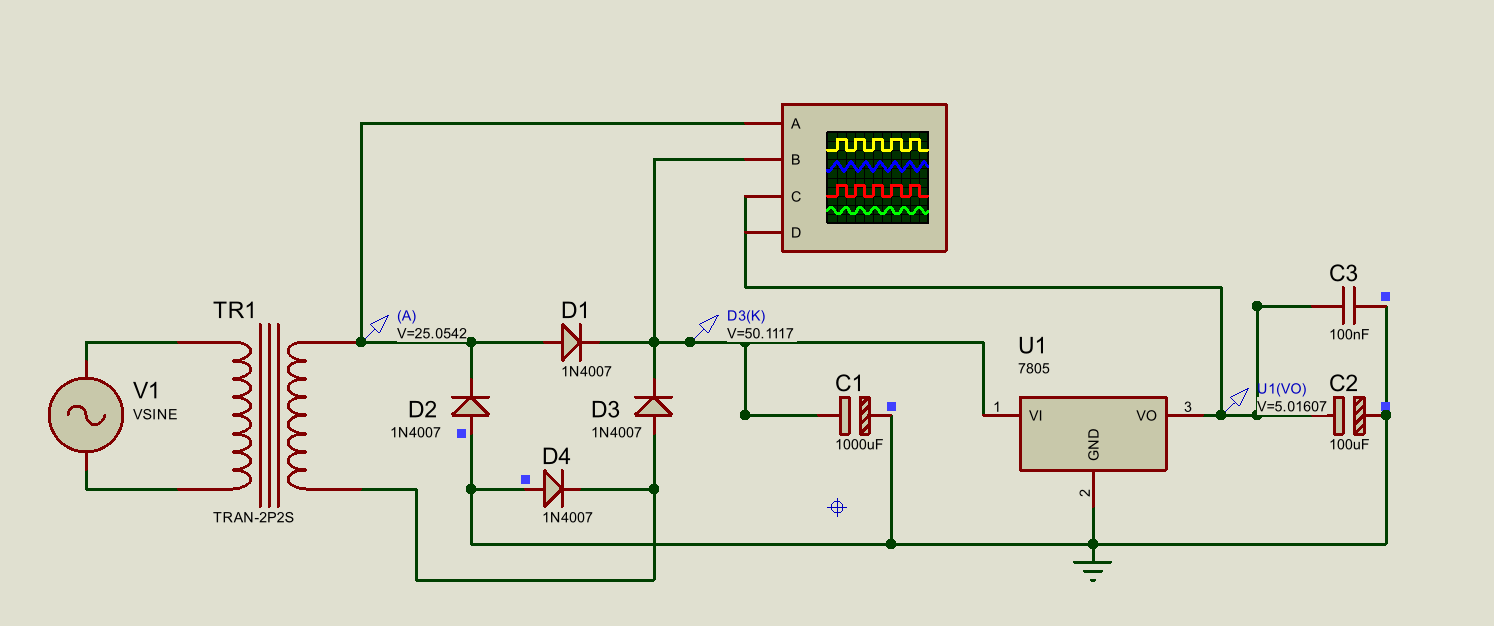 A
B
C
D
C3
100nF
TR1
(A)
V=25.0542
D1
1N4007
D3(K)
V=50.1117
U1
7805
V1
VSINE
D2
1N4007
D3
1N4007
C1
1000uF
1
VI
VO
GND
3
2
U1(VO)
V=5.01607
C2
100uF
D4
1N4007
TRAN-2P2S